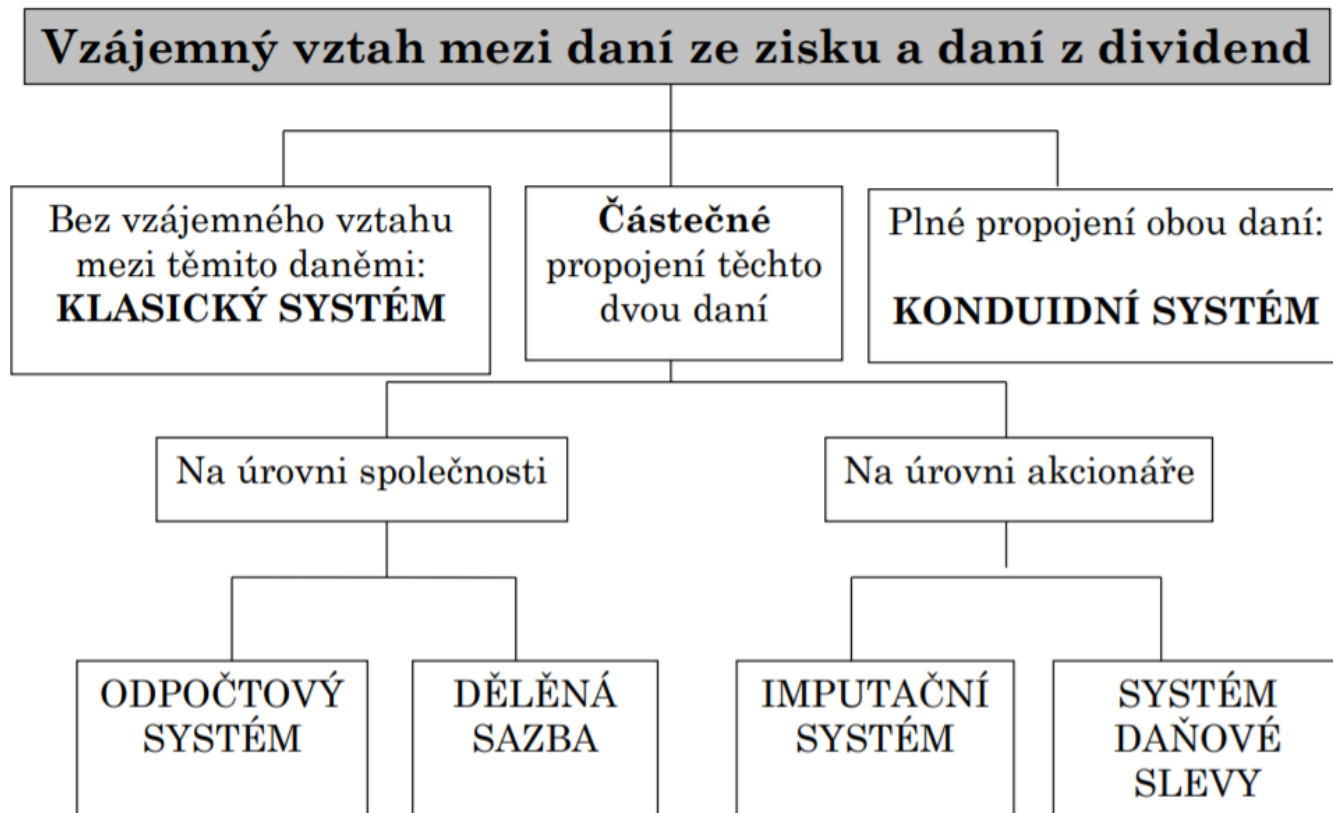 Vzájemný vztah mezi daní ze zisku a daní z dividend
Bez vzájemného vztahu
mezi těmito daněmi:
KLASICKÝ SYSTÉM
Částečné
propojení těchto
dvou daní
Plné propojení obou daní:
KONDUIDNÍ SYSTÉM
Na úrovni společnosti
Na úrovni akcionáře
ODPOČTOVÝ
SYSTÉM
DĚLĚNÁ
SAZBA
IMPUTAČNÍ
SYSTÉM
SYSTÉM
DAŇOVÉ
SLEVY